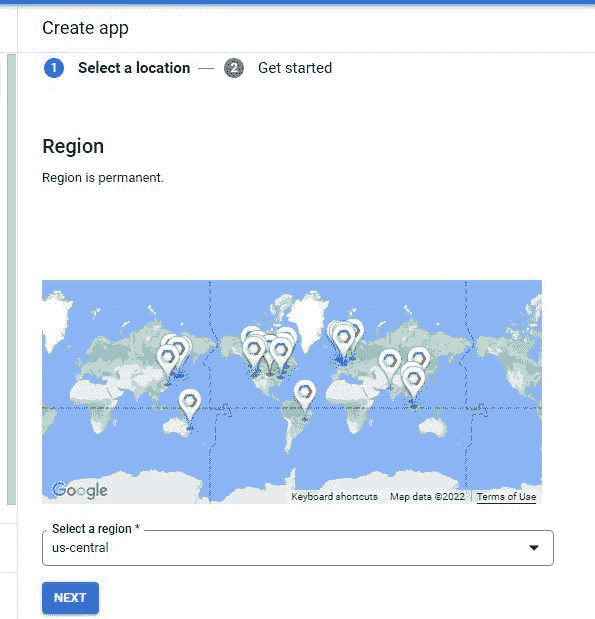 Create app
1 Select a location — 2 Get started
Region
Region is permanent.
Google
Keyboard shortcuts Map data ©2022 Terms of Use
Select a region *
us-central
NEXT